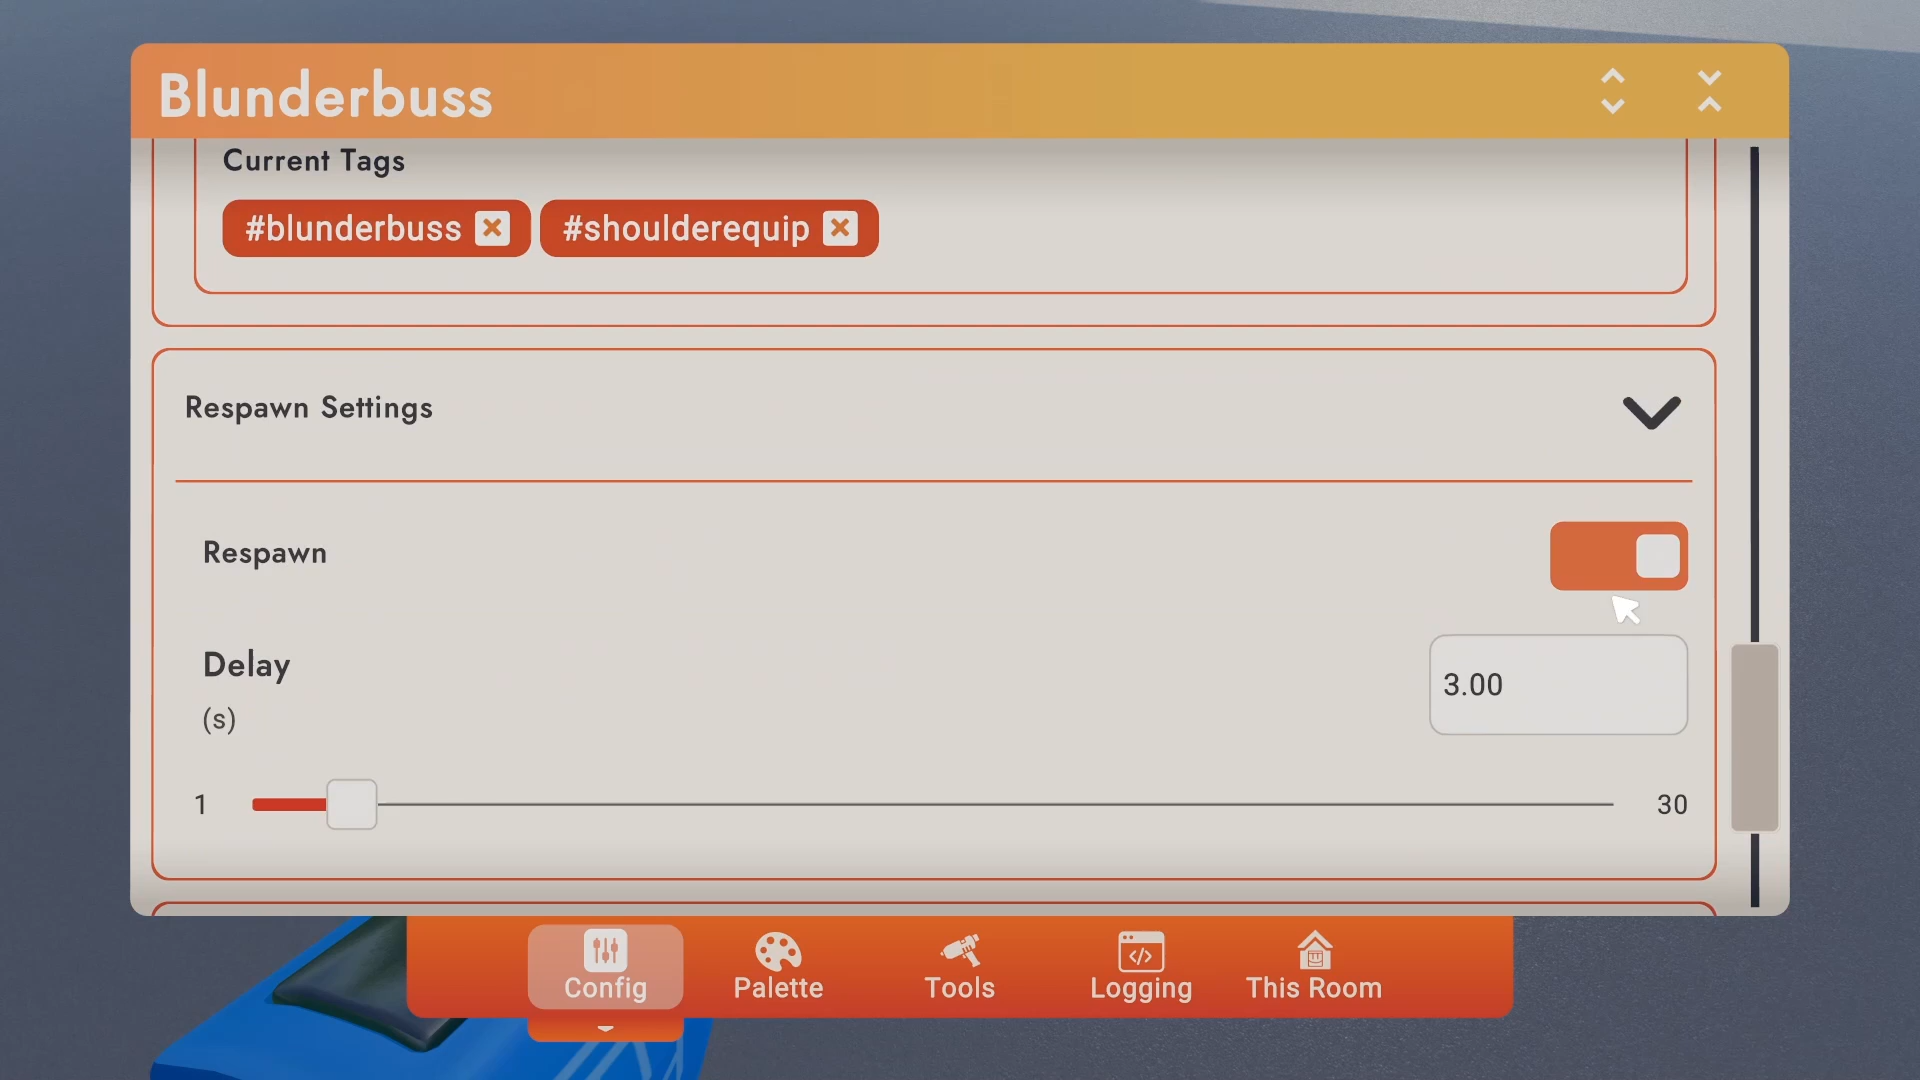 Blunderbuss
Current Tags
#blunderbuss #shoulderequip
Respawn Settings
Respawn
Delay
3.00
(s)
1 30
Config Palette Tools Logging This Room